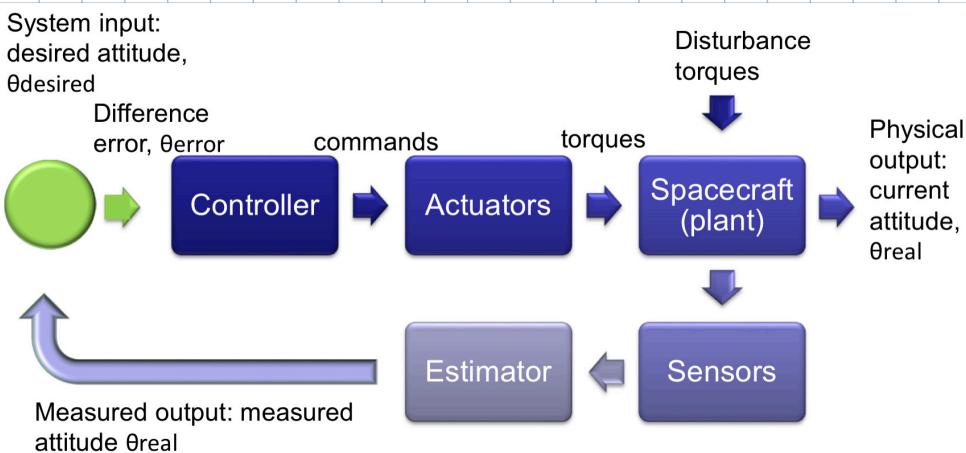 System input:
desired attitude,
θdesired
Difference
error, θerror
commands
torques
Disturbance
torques
Physical
output:
current
attitude,
θreal
Controller
Actuators
Spacecraft
(plant)
Estimator
Sensors
Measured output: measured
attitude θreal